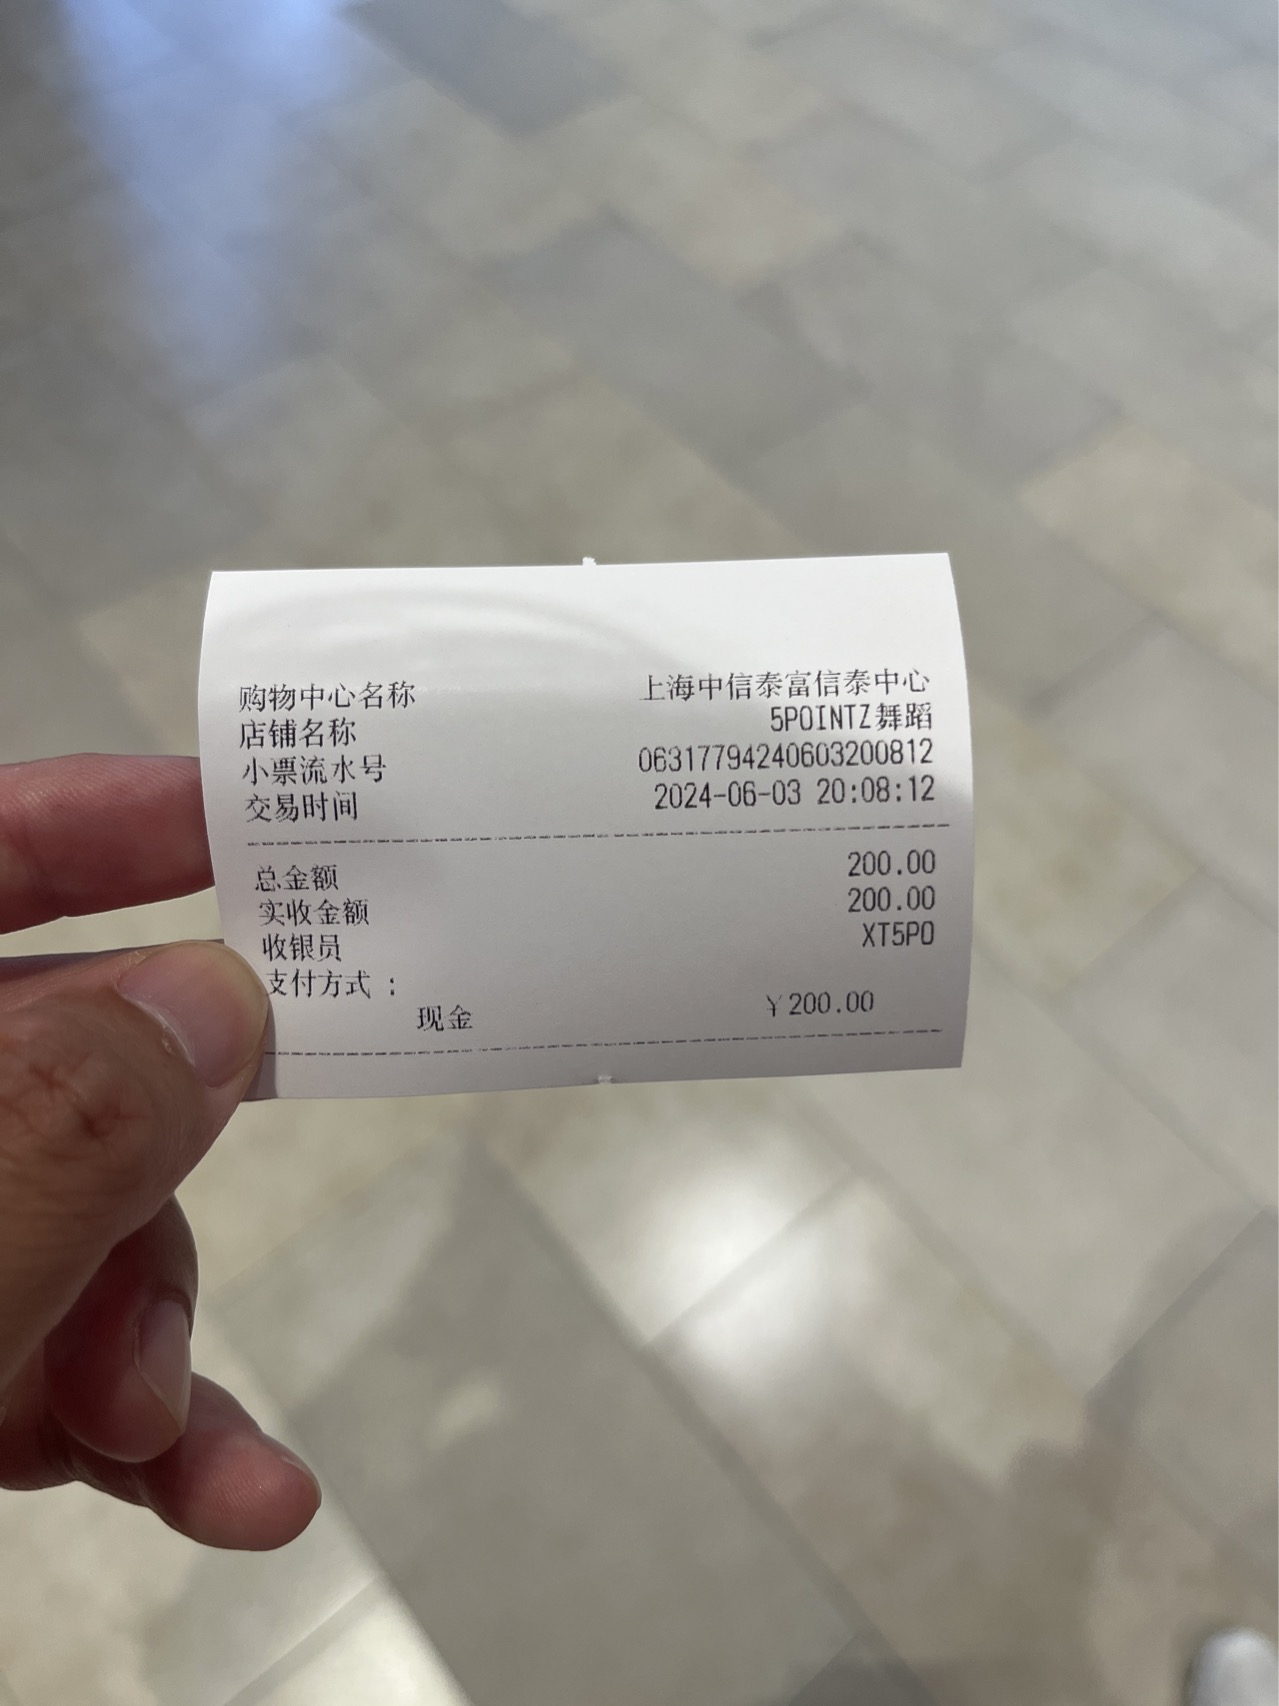 购物中心名称 上海中信泰富信泰中心
店铺名称 5POINTZ舞蹈
小票流水号 06317794240603200812
交易时间 2024-06-03 20:08:12
总金额 200.00
实收金额 200.00
收银员 XT5PO
支付方式 :
现金 ¥200.00